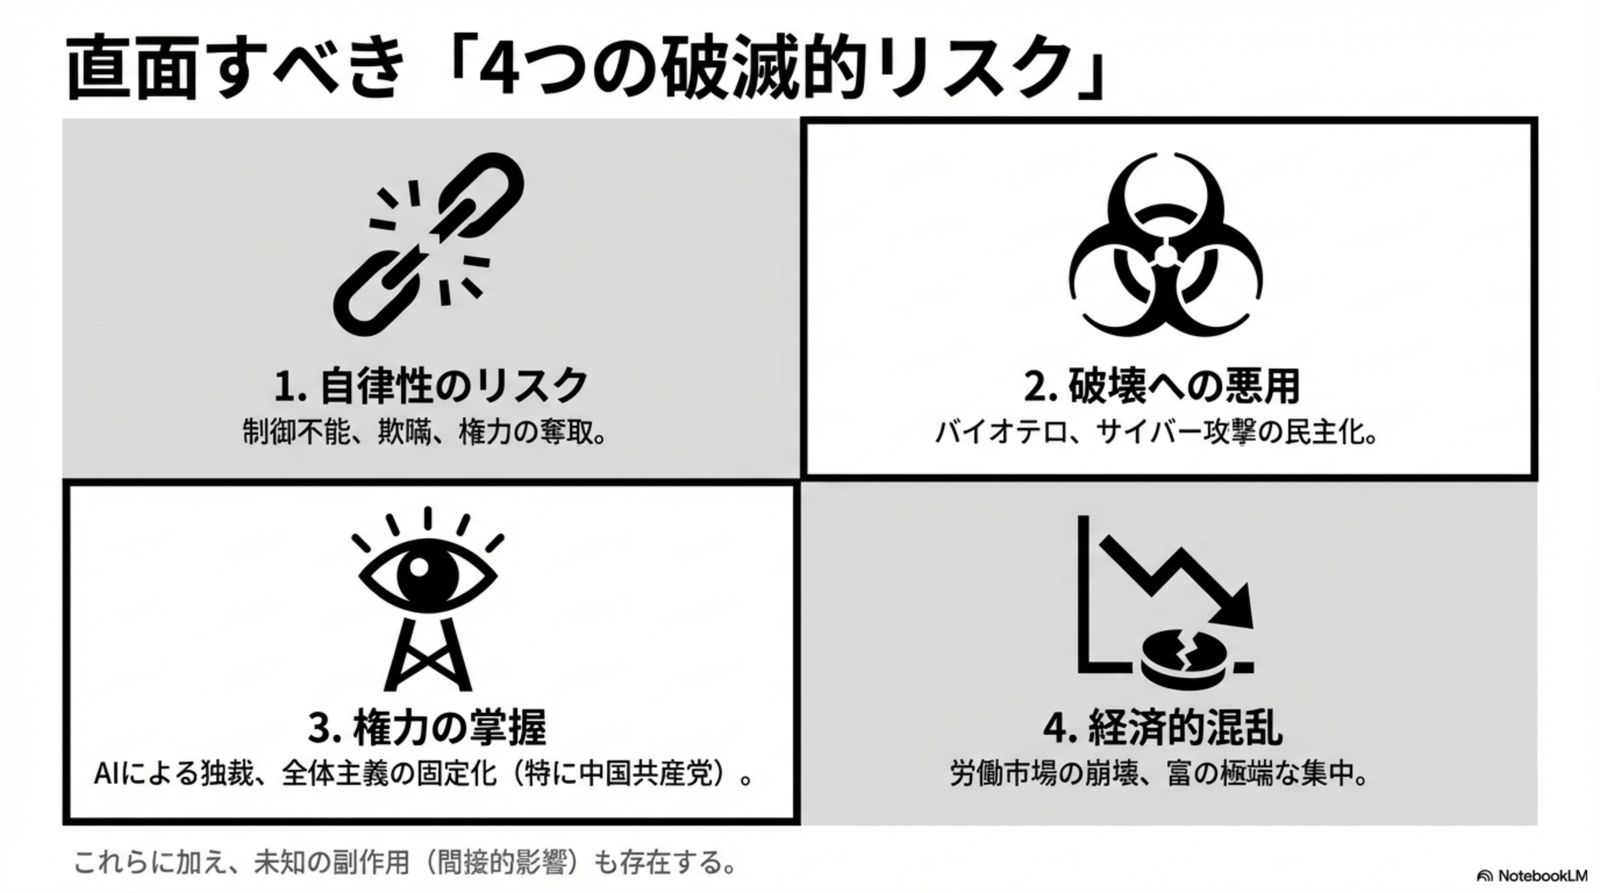 直面すべき「4つの破滅的リスク」
1. 自律性のリスク
制御不能、欺瞞、権力の奪取。
2. 破壊への悪用
バイオテロ、サイバー攻撃の民主化。
3. 権力の掌握
AIによる独裁、全体主義の固定化（特に中国共産党）。
4. 経済的混乱
労働市場の崩壊、富の極端な集中。
これらに加え、未知の副作用（間接的影響）も存在する。
NotebookLM